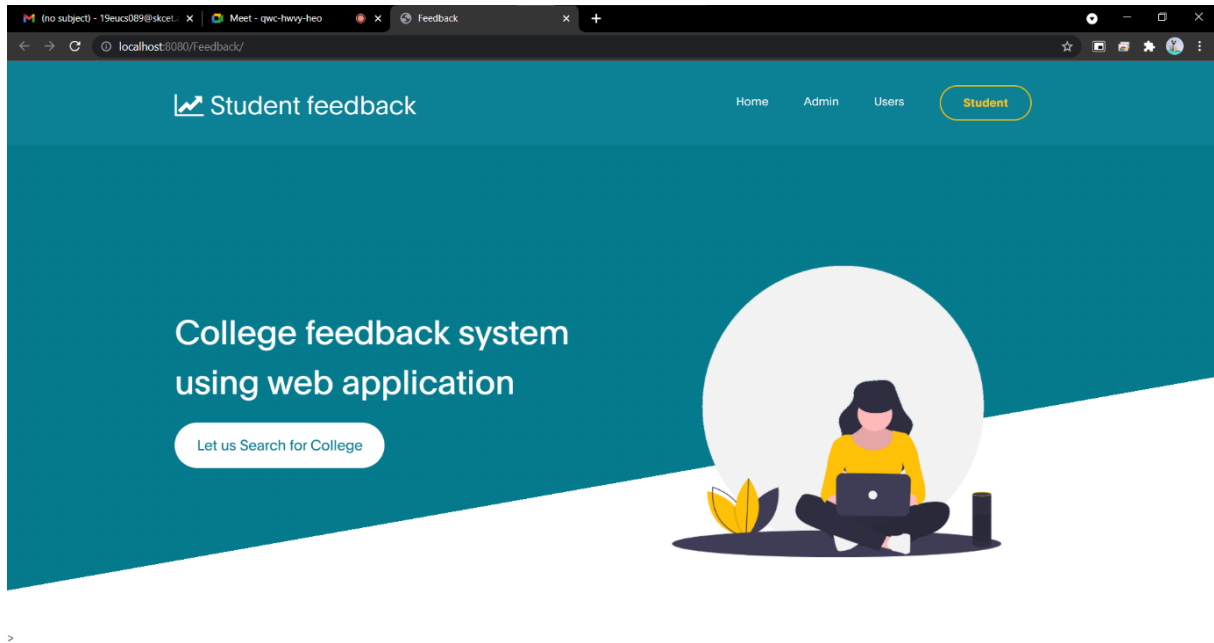 (no subject) - 19eucs089@skcet.
Meet - qwc-hwvy-heo
Feedback
localhost:8080/Feedback/
Student feedback
Home
Admin
Users
Student
College feedback system
using web application
Let us Search for College
>